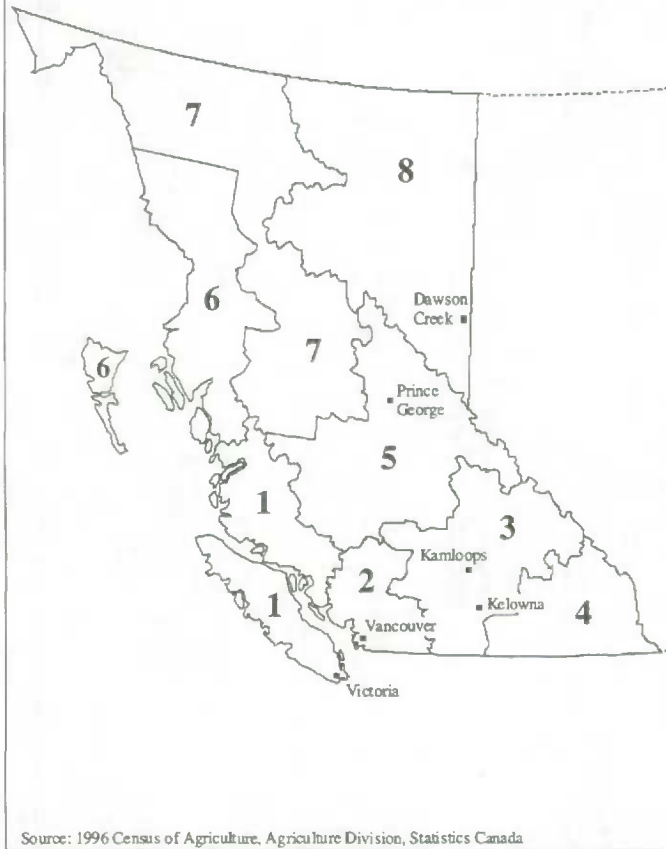 7
8
6
Dawson
Creek
6
7
Prince
George
5
1
3
Kamloops
2
1
Kelowna
4
Vancouver
Victoria
Source: 1996 Census of Agriculture, Agriculture Division, Statistics Canada